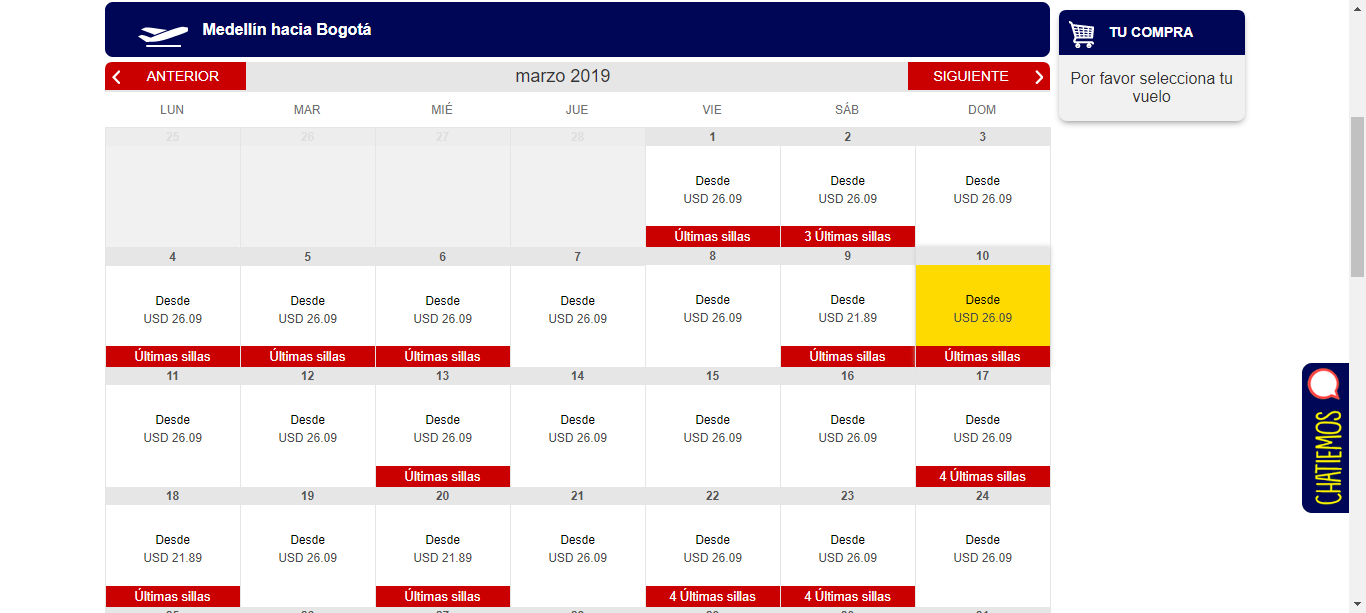 Medellín hacia Bogotá
TU COMPRA
Por favor selecciona tu
vuelo
ANTERIOR marzo 2019 SIGUIENTE
LUN MAR MIÉ JUE VIE SÁB DOM
25 26 27 28 1 2 3
Desde Desde Desde
USD 26.09 USD 26.09 USD 26.09
Últimas sillas 3 Últimas sillas
4 5 6 7 8 9 10
Desde Desde Desde Desde Desde Desde Desde
USD 26.09 USD 26.09 USD 26.09 USD 26.09 USD 26.09 USD 21.89 USD 26.09
Últimas sillas Últimas sillas Últimas sillas Últimas sillas Últimas sillas
11 12 13 14 15 16 17
Desde Desde Desde Desde Desde Desde Desde
USD 26.09 USD 26.09 USD 26.09 USD 26.09 USD 26.09 USD 26.09 USD 26.09
Últimas sillas 4 Últimas sillas
18 19 20 21 22 23 24
Desde Desde Desde Desde Desde Desde Desde
USD 21.89 USD 26.09 USD 21.89 USD 26.09 USD 26.09 USD 26.09 USD 26.09
Últimas sillas Últimas sillas 4 Últimas sillas 4 Últimas sillas
CHATIEMOS